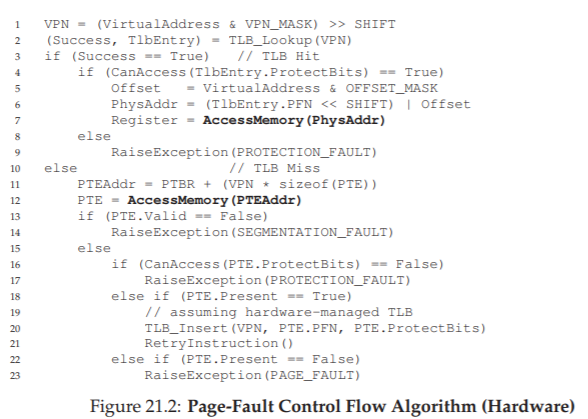 1 VPN = (VirtualAddress & VPN_MASK) >> SHIFT
2 (Success, TlbEntry) = TLB_Lookup(VPN)
3 if (Success == True) // TLB Hit
4 if (CanAccess(TlbEntry.ProtectBits) == True)
5 Offset = VirtualAddress & OFFSET_MASK
6 PhysAddr = (TlbEntry.PFN << SHIFT) | Offset
7 Register = AccessMemory(PhysAddr)
8 else
9 RaiseException(PROTECTION_FAULT)
10 else // TLB Miss
11 PTEAddr = PTBR + (VPN * sizeof(PTE))
12 PTE = AccessMemory(PTEAddr)
13 if (PTE.Valid == False)
14 RaiseException(SEGMENTATION_FAULT)
15 else
16 if (CanAccess(PTE.ProtectBits) == False)
17 RaiseException(PROTECTION_FAULT)
18 else if (PTE.Present == True)
19 // assuming hardware-managed TLB
20 TLB_Insert(VPN, PTE.PFN, PTE.ProtectBits)
21 RetryInstruction()
22 else if (PTE.Present == False)
23 RaiseException(PAGE_FAULT)
Figure 21.2: Page-Fault Control Flow Algorithm (Hardware)